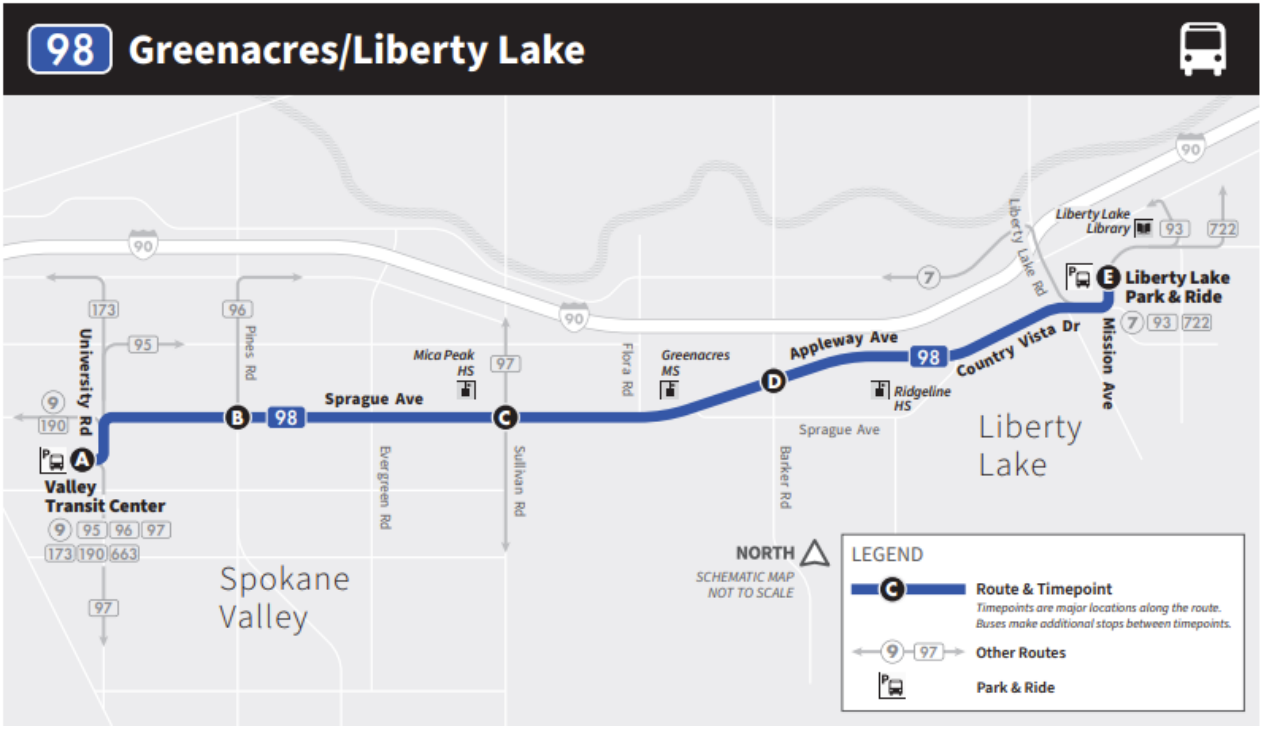 98 Greenacres/Liberty Lake
90
Liberty Lake
Library
93
722
90
Liberty Lake Rd
7
P
E
Liberty Lake
Park & Ride
7 93 722
173
96
90
95
University Rd
Pines Rd
Mica Peak
HS
97
Flora Rd
Greenacres
MS
Appleway Ave
98
Country Vista Dr
Mission Ave
D
Ridgeline
HS
9
190
Sprague Ave
B
98
C
Sprague Ave
Liberty
Lake
P
A
Valley
Transit Center
9 95 96 97
173 190 663
Evergreen Rd
Sullivan Rd
Barker Rd
97
Spokane
Valley
NORTH
SCHEMATIC MAP
NOT TO SCALE
LEGEND
C
Route & Timepoint
Timepoints are major locations along the route.
Buses make additional stops between timepoints.
9 97
Other Routes
P
Park & Ride